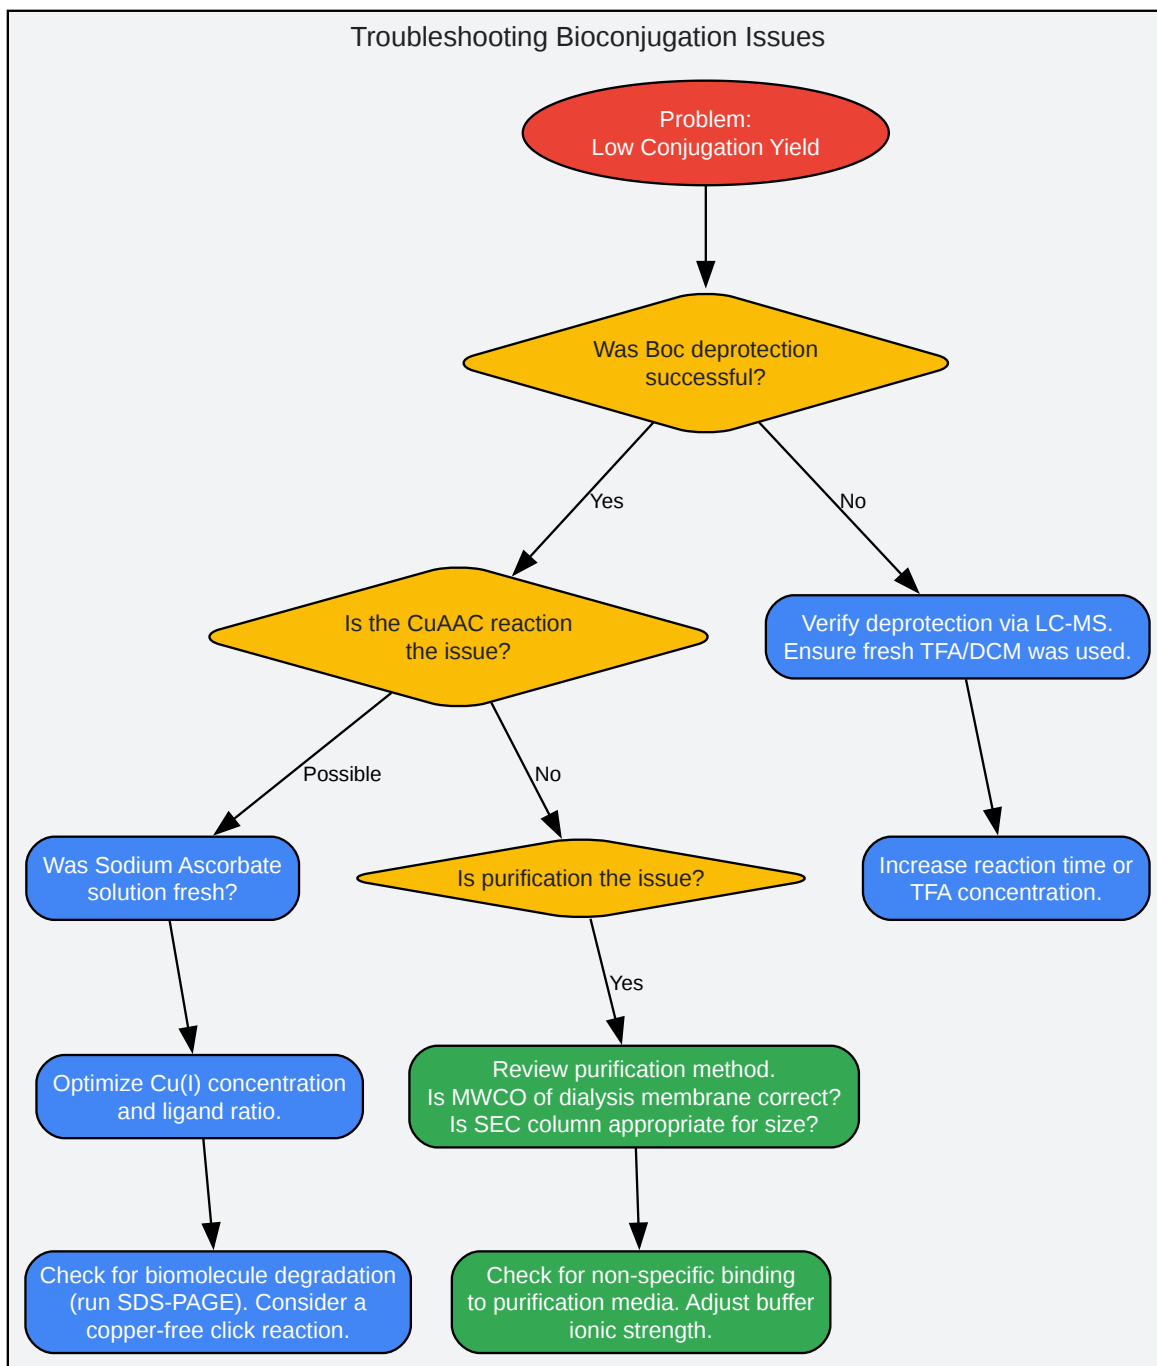 Troubleshooting Bioconjugation Issues
Problem:
Low Conjugation Yield
Was Boc deprotection
successful?
Yes
No
Is the CuAAC reaction
the issue?
Verify deprotection via LC-MS.
Ensure fresh TFA/DCM was used.
Possible
No
Was Sodium Ascorbate
solution fresh?
Is purification the issue?
Increase reaction time or
TFA concentration.
Yes
Optimize Cu(I) concentration
and ligand ratio.
Review purification method.
Is MWCO of dialysis membrane correct?
Is SEC column appropriate for size?
Check for biomolecule degradation
(run SDS-PAGE). Consider a
copper-free click reaction.
Check for non-specific binding
to purification media. Adjust buffer
ionic strength.